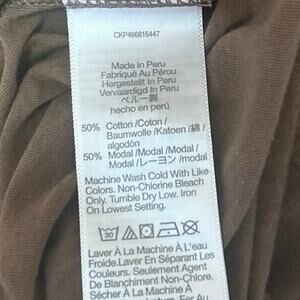 CKP466816447
Made In Peru
Fabriqué Au Pérou
Hergestellt In Peru
Vervaardigd In Peru
ペルー製
hecho en perú
50% Cotton /Coton /
Baumwolle /Katoen /綿 /
algodón
50% Modal /Modal /Modal /
Modal /レーヨン /modal
Machine Wash Cold With Like
Colors. Non-Chlorine Bleach
Only. Tumble Dry Low. Iron
On Lowest Setting.
30
Laver À La Machine À L'eau
Froide.Laver En Séparant Les
Couleurs. Seulement Agent
De Blanchiment Non-Chloré.
Sécher À La Machine À